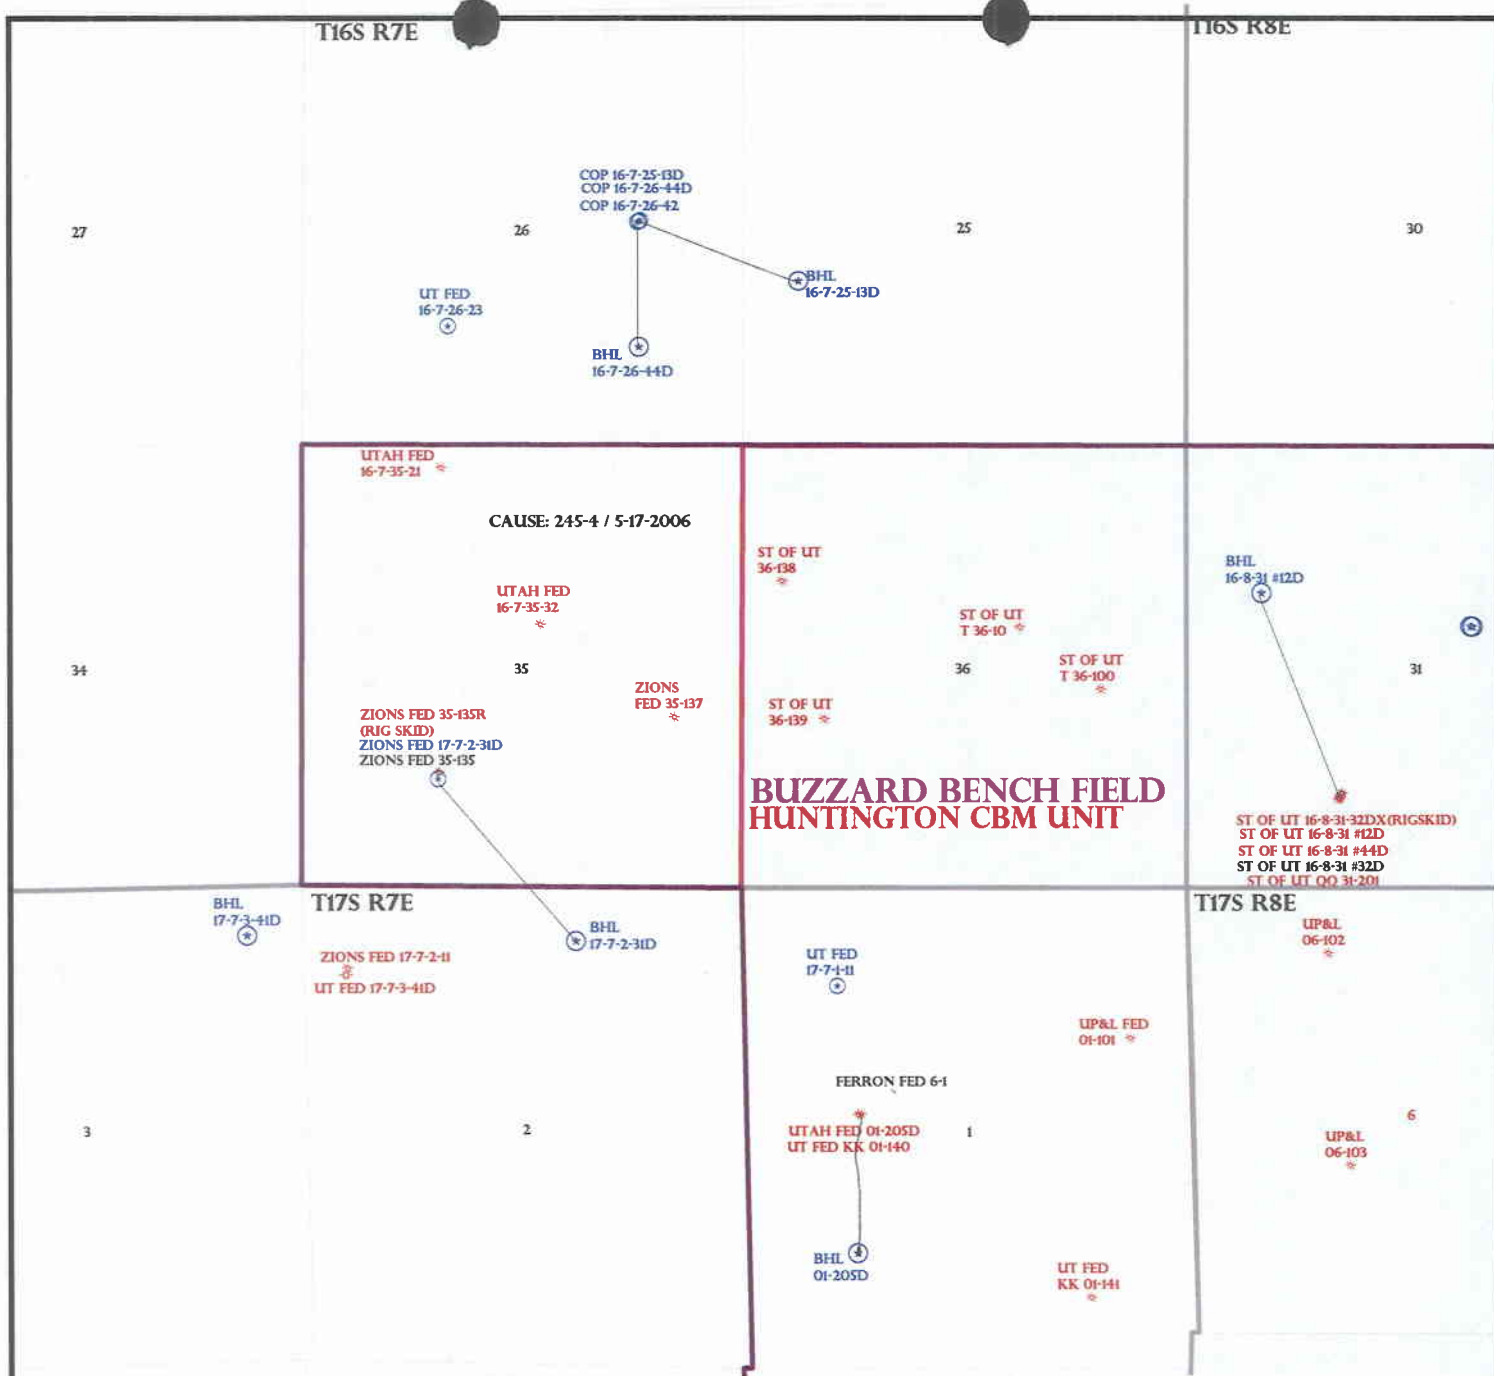 T16S R7E
T16S R8E
COP 16-7-25-13D
COP 16-7-26-44D
COP 16-7-26-42
27
26
25
30
BHL
16-7-25-13D
UT FED
16-7-26-23
BHL
16-7-26-44D
UTAH FED
16-7-35-21
CAUSE: 245-4 / 5-17-2006
UTAH FED
16-7-35-32
ST OF UT
36-138
ST OF UT
T 36-10
BHL
16-8-31 #12D
34
35
36
31
ST OF UT
T 36-100
ZIONS
FED 35-137
ST OF UT
36-139
ZIONS FED 35-135R
(RIG SKID)
ZIONS FED 17-7-2-31D
ZIONS FED 35-135
BUZZARD BENCH FIELD
HUNTINGTON CBM UNIT
ST OF UT 16-8-31-32DX(RIGSKID)
ST OF UT 16-8-31 #12D
ST OF UT 16-8-31 #44D
ST OF UT 16-8-31 #32D
ST OF UT QQ 31-201
T17S R7E
T17S R8E
BHL
17-7-3-41D
BHL
17-7-2-31D
UP&L
06-102
ZIONS FED 17-7-2-11
UT FED 17-7-3-41D
UT FED
17-7-1-11
UP&L FED
01-101
FERRON FED 6-1
3
2
1
6
UTAH FED 01-205D
UT FED KK 01-140
UP&L
06-103
BHL
01-205D
UT FED
KK 01-141